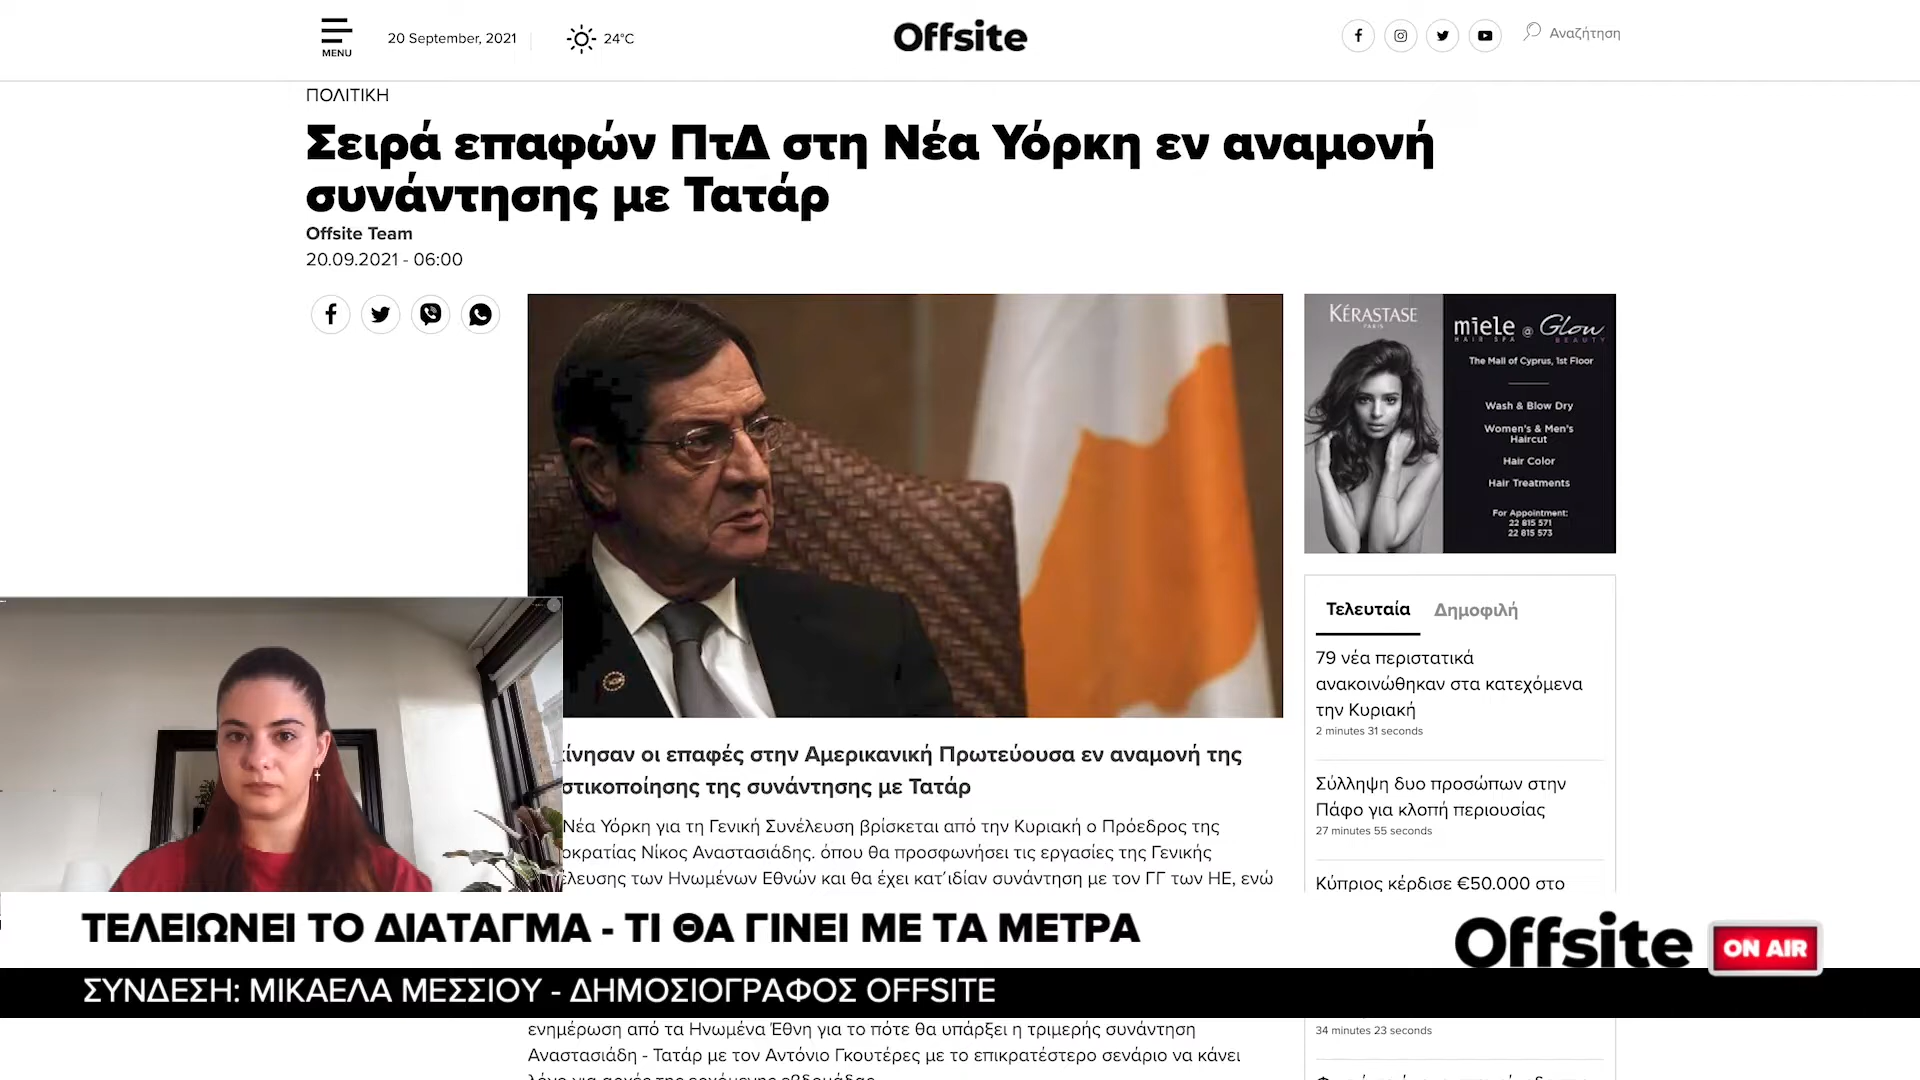 MENU
20 September, 2021
24°C
Offsite
Αναζήτηση
ΠΟΛΙΤΙΚΗ
Σειρά επαφών ΠτΔ στη Νέα Υόρκη εν αναμονή
συνάντησης με Τατάρ
Offsite Team
20.09.2021 - 06:00
KÉRASTASE
PARIS
miele @ Glow
HAIR SPA BEAUTY
The Mall of Cyprus, 1st Floor
Wash & Blow Dry
Women's & Men's
Haircut
Hair Color
Hair Treatments
For Appointment:
22 815 571
22 815 573
Τελευταία Δημοφιλή
79 νέα περιστατικά
ανακοινώθηκαν στα κατεχόμενα
την Κυριακή
2 minutes 31 seconds
Σύλληψη δυο προσώπων στην
Πάφο για κλοπή περιουσίας
27 minutes 55 seconds
Κύπριος κέρδισε €50.000 στο
34 minutes 23 seconds
οι επαφές στην Αμερικανική Πρωτεύουσα εν αναμονή της
της συνάντησης με Τατάρ
Νέα Υόρκη για τη Γενική Συνέλευση βρίσκεται από την Κυριακή ο Πρόεδρος της
Νίκος Αναστασιάδης. όπου θα προσφωνήσει τις εργασίες της Γενικής
των Ηνωμένων Εθνών και θα έχει κατ΄ιδίαν συνάντηση με τον ΓΓ των ΗΕ, ενώ
ΤΕΛΕΙΩΝΕΙ ΤΟ ΔΙΑΤΑΓΜΑ - ΤΙ ΘΑ ΓΙΝΕΙ ΜΕ ΤΑ ΜΕΤΡΑ
Offsite ON AIR
ΣΥΝΔΕΣΗ: ΜΙΚΑΕΛΑ ΜΕΣΣΙΟΥ - ΔΗΜΟΣΙΟΓΡΑΦΟΣ OFFSITE
ενημέρωση από τα Ηνωμένα Έθνη για το πότε θα υπάρξει η τριμερής συνάντηση
Αναστασιάδη - Τατάρ με τον Αντόνιο Γκουτέρες με το επικρατέστερο σενάριο να κάνει